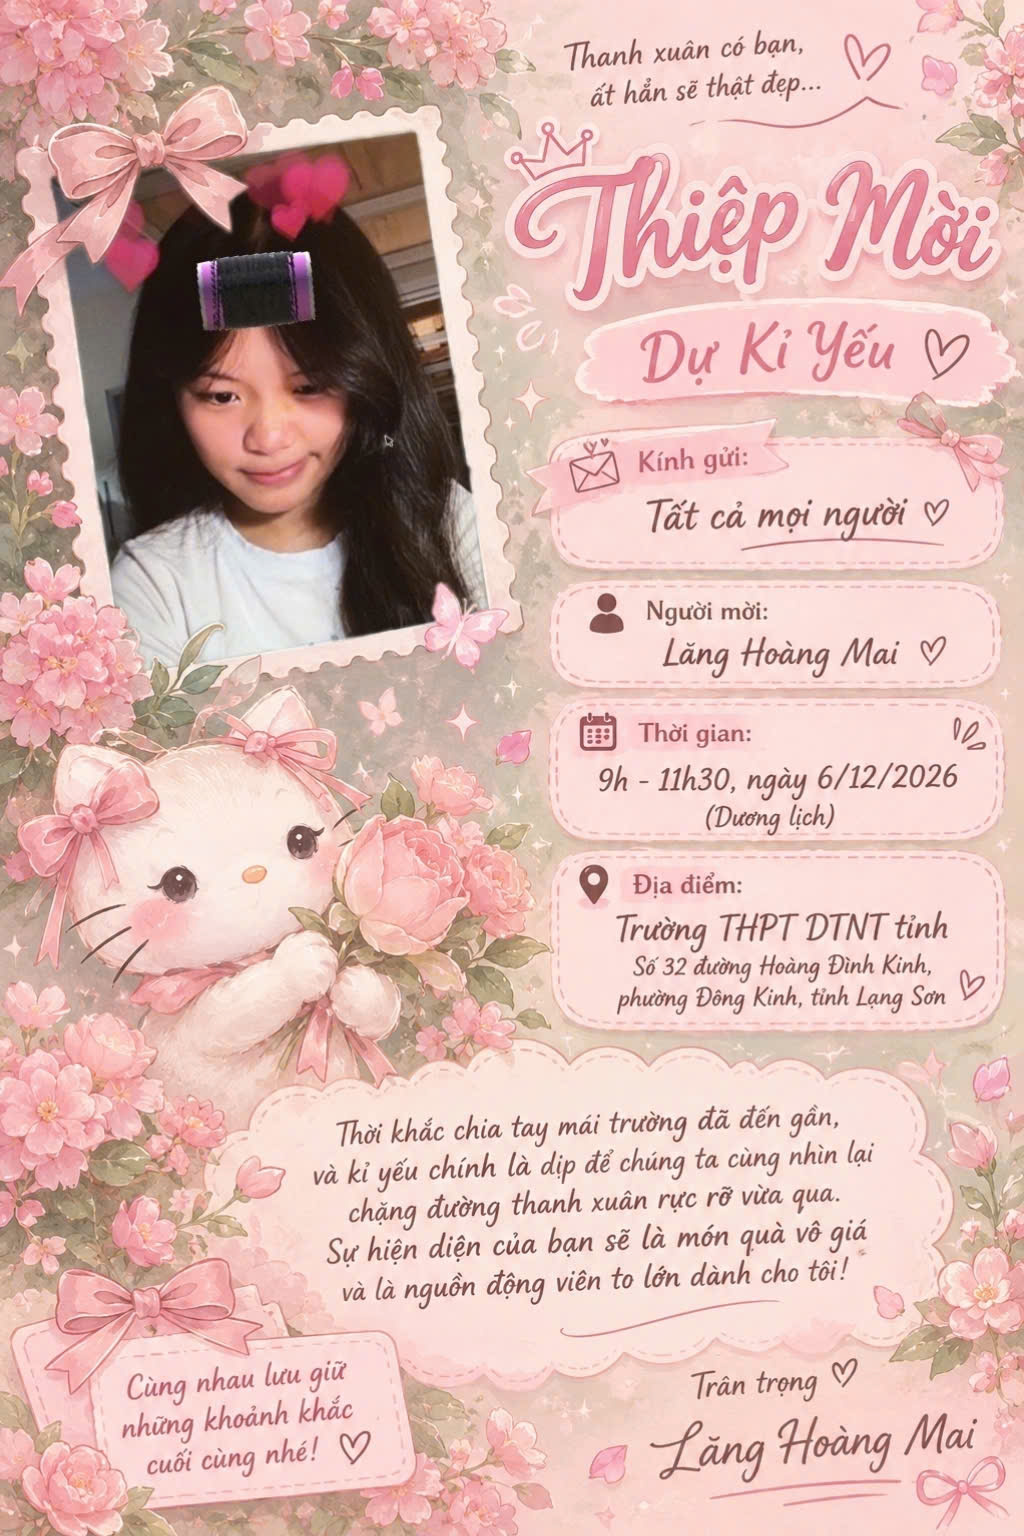 Thanh xuân có bạn,
ắt hẳn sẽ thật đẹp...
Thiệp Mời
Dự Kỉ Yếu
Kính gửi:
Tất cả mọi người
Người mời:
Lăng Hoàng Mai
Thời gian:
9h - 11h30, ngày 6/12/2026
(Dương lịch)
Địa điểm:
Trường THPT DTNT tỉnh
Số 32 đường Hoàng Đình Kinh,
phường Đông Kinh, tỉnh Lạng Sơn
Thời khắc chia tay mái trường đã đến gần,
và kỉ yếu chính là dịp để chúng ta cùng nhìn lại
chặng đường thanh xuân rực rỡ vừa qua.
Sự hiện diện của bạn sẽ là món quà vô giá
và là nguồn động viên to lớn dành cho tôi!
Cùng nhau lưu giữ
những khoảnh khắc
cuối cùng nhé!
Trân trọng
Lăng Hoàng Mai